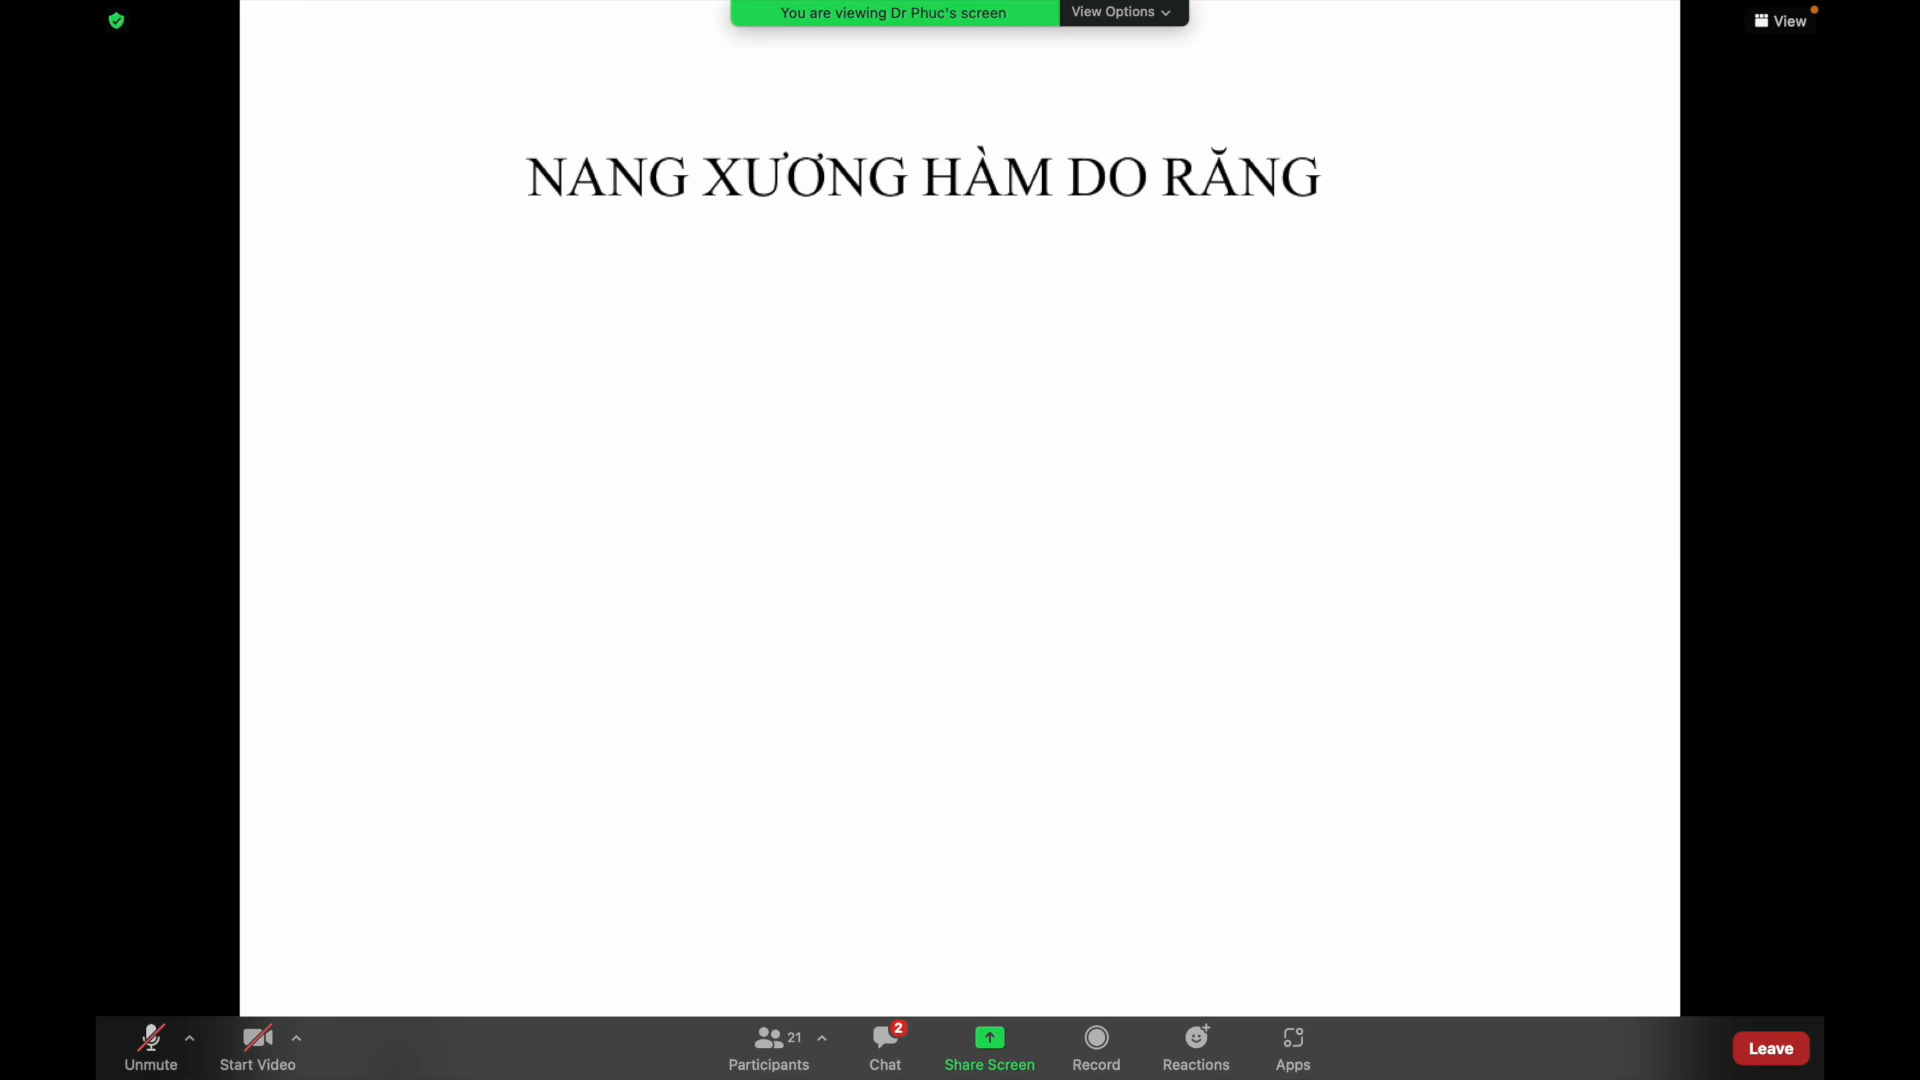 You are viewing Dr Phuc's screen View Options
View
NANG XƯƠNG HÀM DO RĂNG
21
2
Unmute Start Video Participants Chat Share Screen Record Reactions Apps Leave